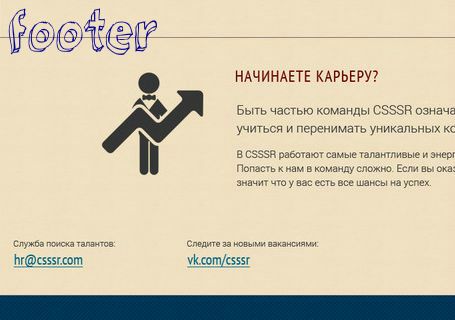 footer
НАЧИНАЕТЕ КАРЬЕРУ?
Быть частью команды CSSSR означа
учиться и перенимать уникальных ко
В CSSSR работают самые талантливые и энерг
Попасть к нам в команду сложно. Если вы оказ
значит что у вас есть все шансы на успех.
Служба поиска талантов:
hr@csssr.com
Следите за новыми вакансиями:
vk.com/csssr